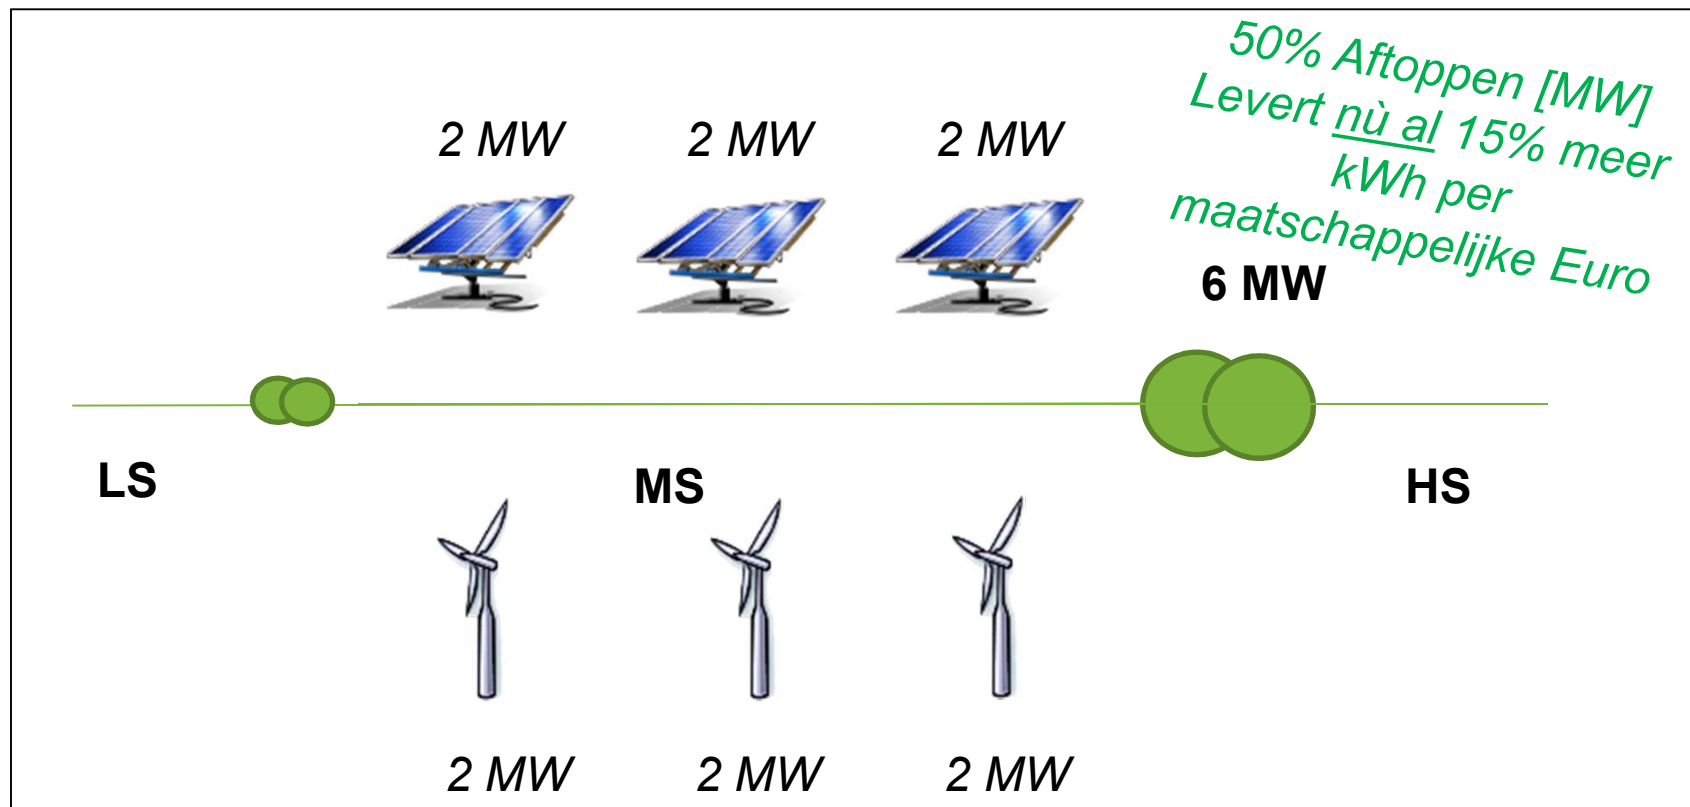 50% Aftoppen [MW]
Levert nù al 15% meer
kWh per
maatschappelijke Euro
2 MW 2 MW 2 MW
6 MW
LS MS HS
2 MW 2 MW 2 MW